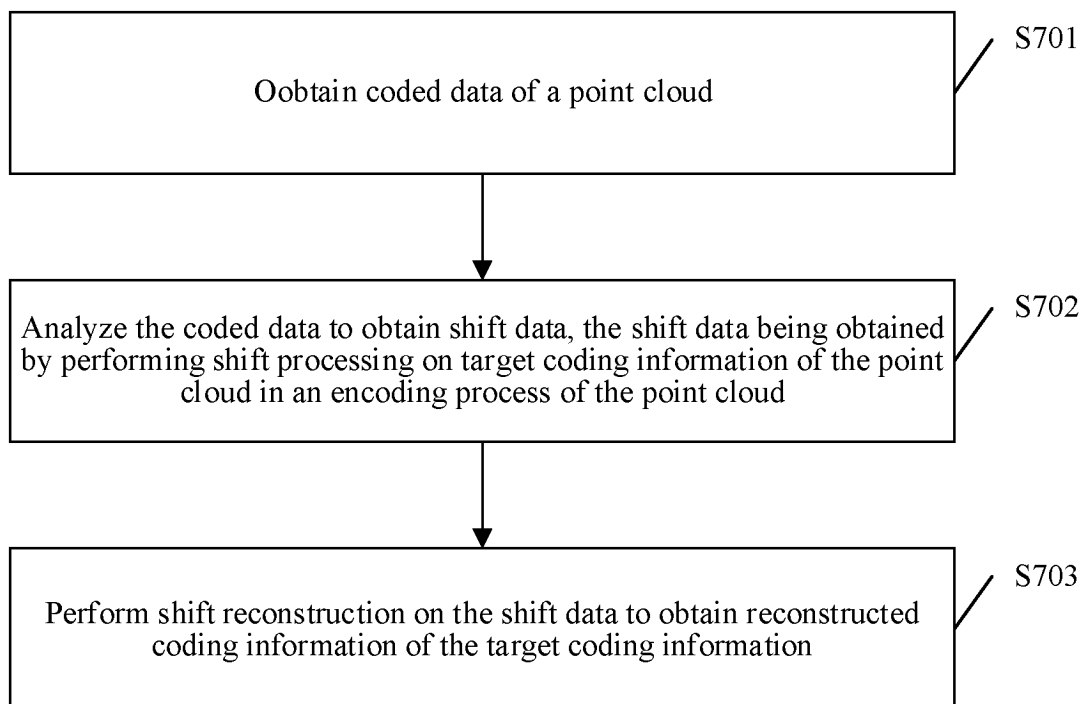 S701
Oobtain coded data of a point cloud
S702
Analyze the coded data to obtain shift data, the shift data being obtained
by performing shift processing on target coding information of the point
cloud in an encoding process of the point cloud
S703
Perform shift reconstruction on the shift data to obtain reconstructed
coding information of the target coding information